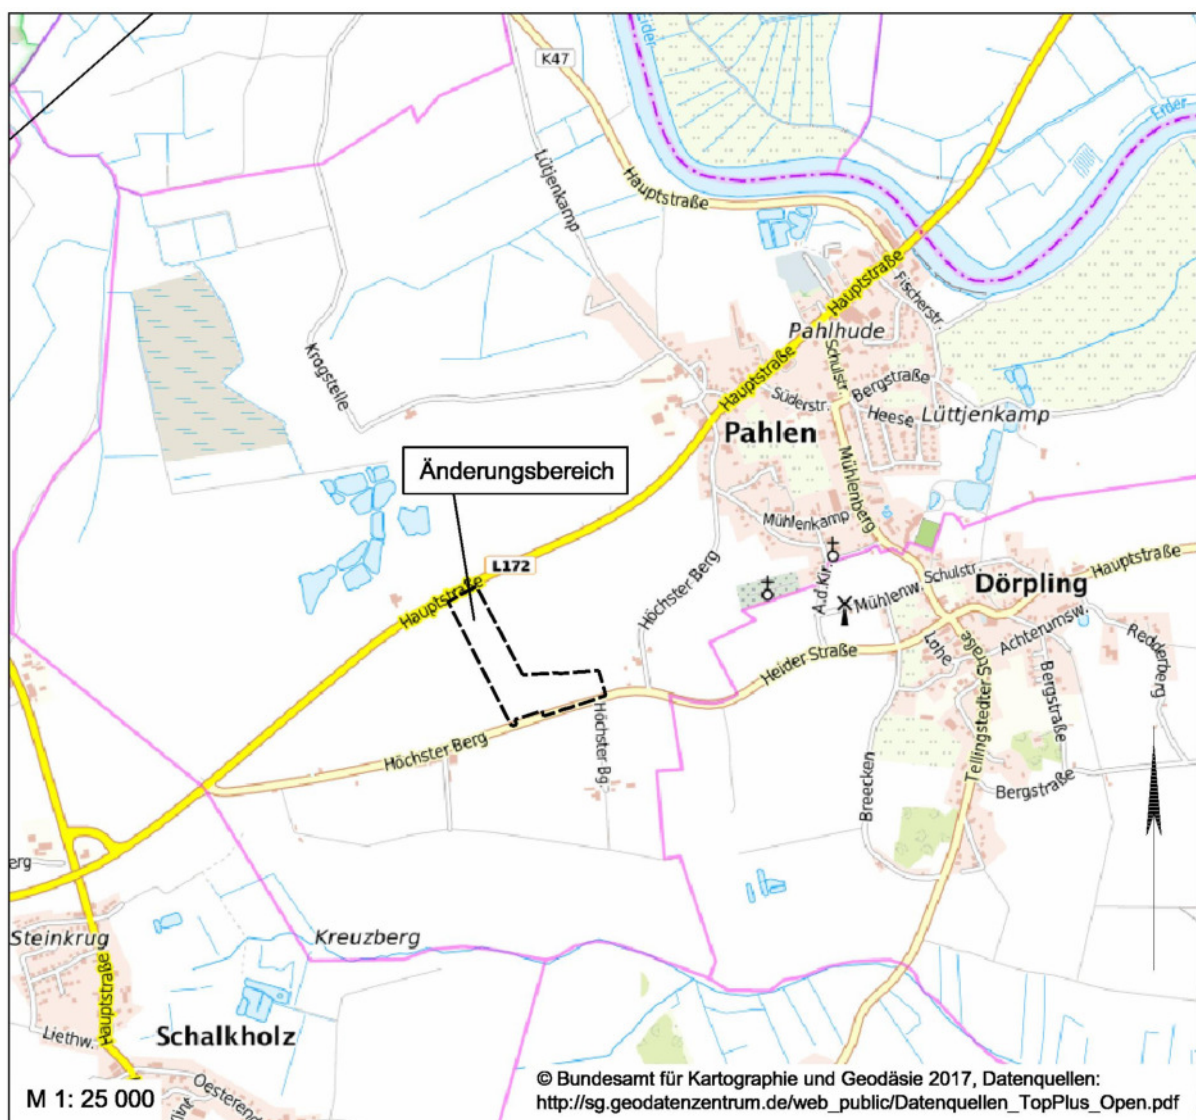 Eider
K47
Eider
Lütjenkamp
Hauptstraße
Hauptstraße
Fischerstr.
Pahlhude
Krogstelle
Hauptstraße
Schulstr.
Bergstraße
Süderstr.
Heese
Lüttjenkamp
Pahlen
Mühlenberg
Änderungsbereich
Mühlenkamp
L172
Hauptstraße
Höchster Berg
A.d.Kir.
Mühlenw.
Schulstr.
Hauptstraße
Dörpling
Achterumsw.
Redderberg
Lohe
Heider Straße
Bergstraße
Tellingstedter Straße
Höchster Berg
Höchster Bg.
Breecken
Bergstraße
erg
Steinkrug
Kreuzberg
Hauptstraße
Liethw.
Schalkholz
Oesterend
M 1: 25 000
© Bundesamt für Kartographie und Geodäsie 2017, Datenquellen:
http://sg.geodatenzentrum.de/web_public/Datenquellen_TopPlus_Open.pdf